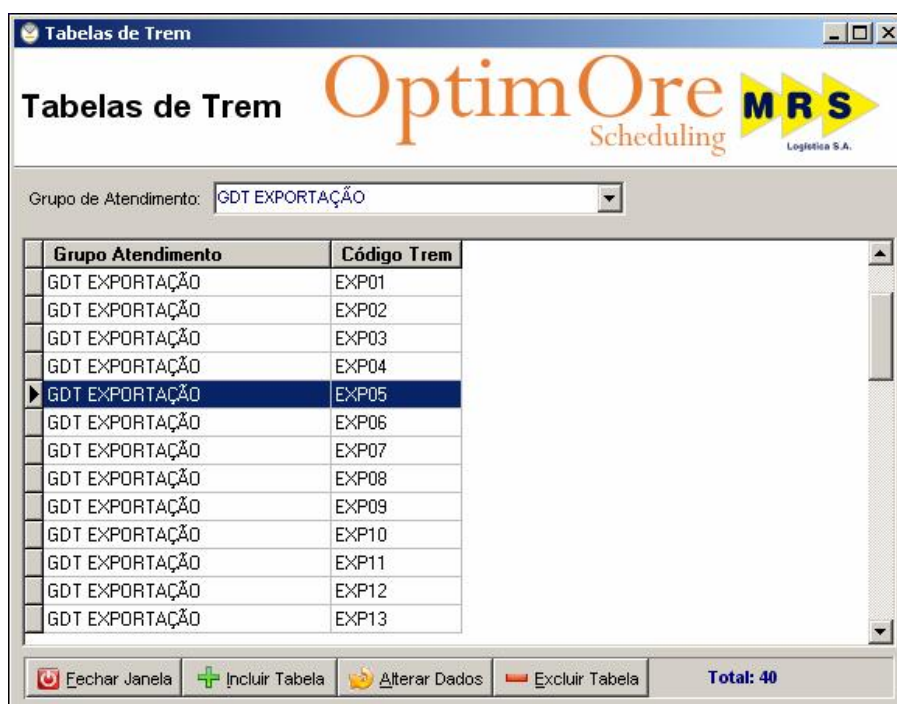 Tabelas de Trem
Tabelas de Trem
OptimOre
Scheduling
MRS
Logística S.A.
Grupo de Atendimento: GDT EXPORTAÇÃO
Grupo Atendimento Código Trem
GDT EXPORTAÇÃO EXP01
GDT EXPORTAÇÃO EXP02
GDT EXPORTAÇÃO EXP03
GDT EXPORTAÇÃO EXP04
GDT EXPORTAÇÃO EXP05
GDT EXPORTAÇÃO EXP06
GDT EXPORTAÇÃO EXP07
GDT EXPORTAÇÃO EXP08
GDT EXPORTAÇÃO EXP09
GDT EXPORTAÇÃO EXP10
GDT EXPORTAÇÃO EXP11
GDT EXPORTAÇÃO EXP12
GDT EXPORTAÇÃO EXP13
Fechar Janela Incluir Tabela Alterar Dados Excluir Tabela Total: 40